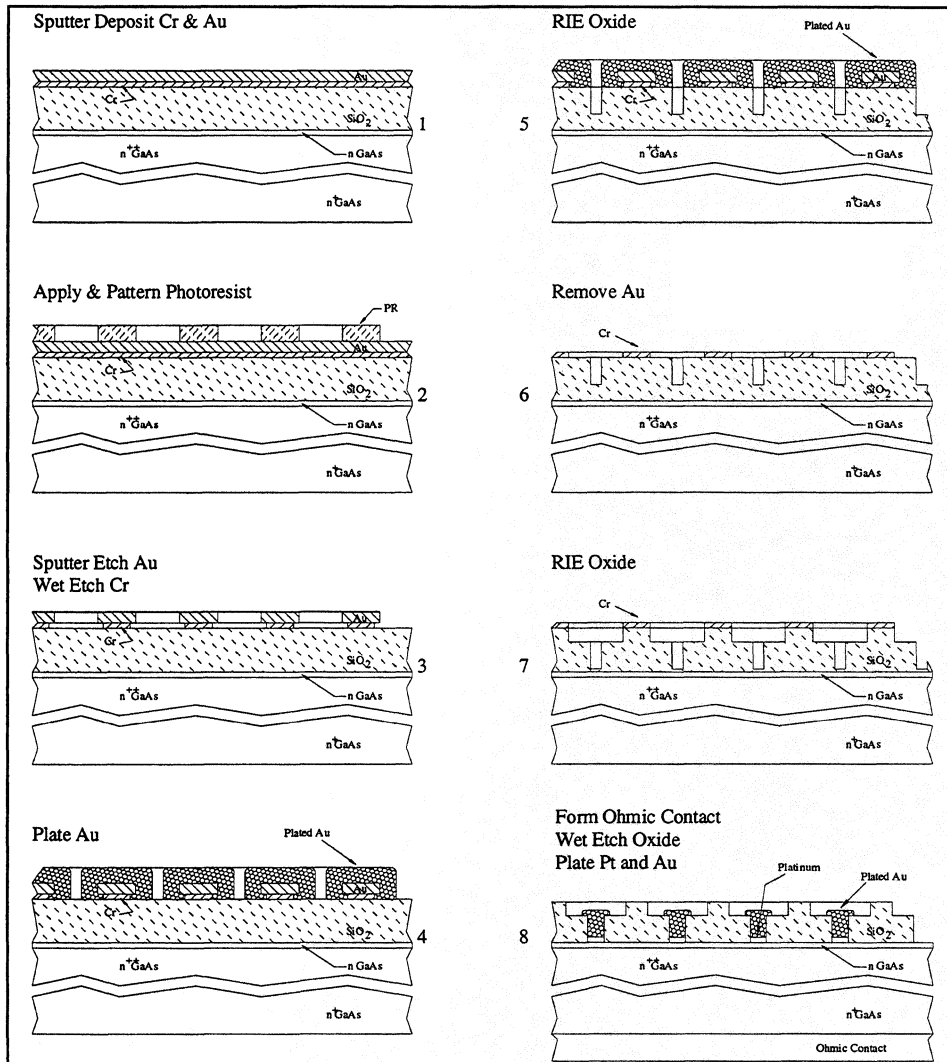 Sputter Deposit Cr & Au
Au
Cr
SiO2
1
n GaAs
n++GaAs
n+GaAs
Apply & Pattern Photoresist
PR
Au
Cr
SiO2
2
n GaAs
n++GaAs
n+GaAs
Sputter Etch Au
Wet Etch Cr
Au
Cr
SiO2
3
n GaAs
n++GaAs
n+GaAs
Plate Au
Plated Au
Au
Cr
SiO2
4
n GaAs
n++GaAs
n+GaAs
RIE Oxide
Plated Au
Au
Cr
SiO2
5
n GaAs
n++GaAs
n+GaAs
Remove Au
Cr
SiO2
6
n GaAs
n++GaAs
n+GaAs
RIE Oxide
Cr
SiO2
7
n GaAs
n++GaAs
n+GaAs
Form Ohmic Contact
Wet Etch Oxide
Plate Pt and Au
Platinum
Plated Au
SiO2
8
n GaAs
n++GaAs
n+GaAs
Ohmic Contact